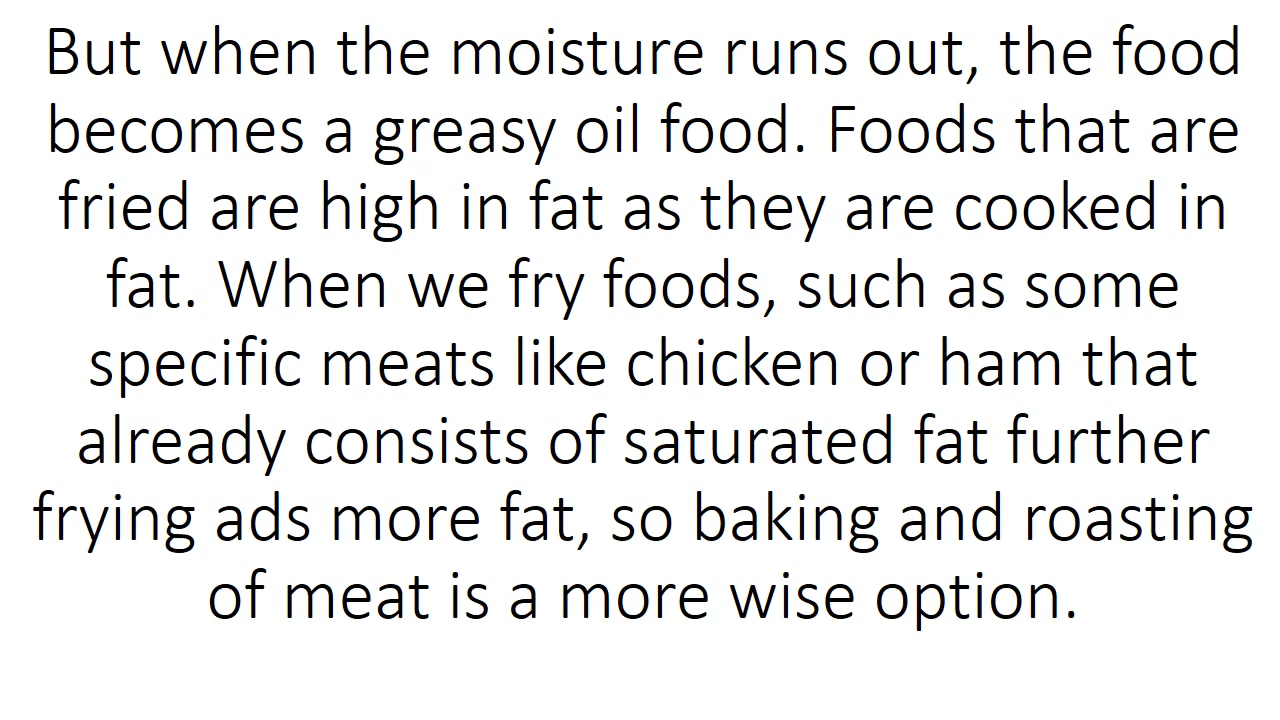 But when the moisture runs out, the food
becomes a greasy oil food. Foods that are
fried are high in fat as they are cooked in
fat. When we fry foods, such as some
specific meats like chicken or ham that
already consists of saturated fat further
frying ads more fat, so baking and roasting
of meat is a more wise option.